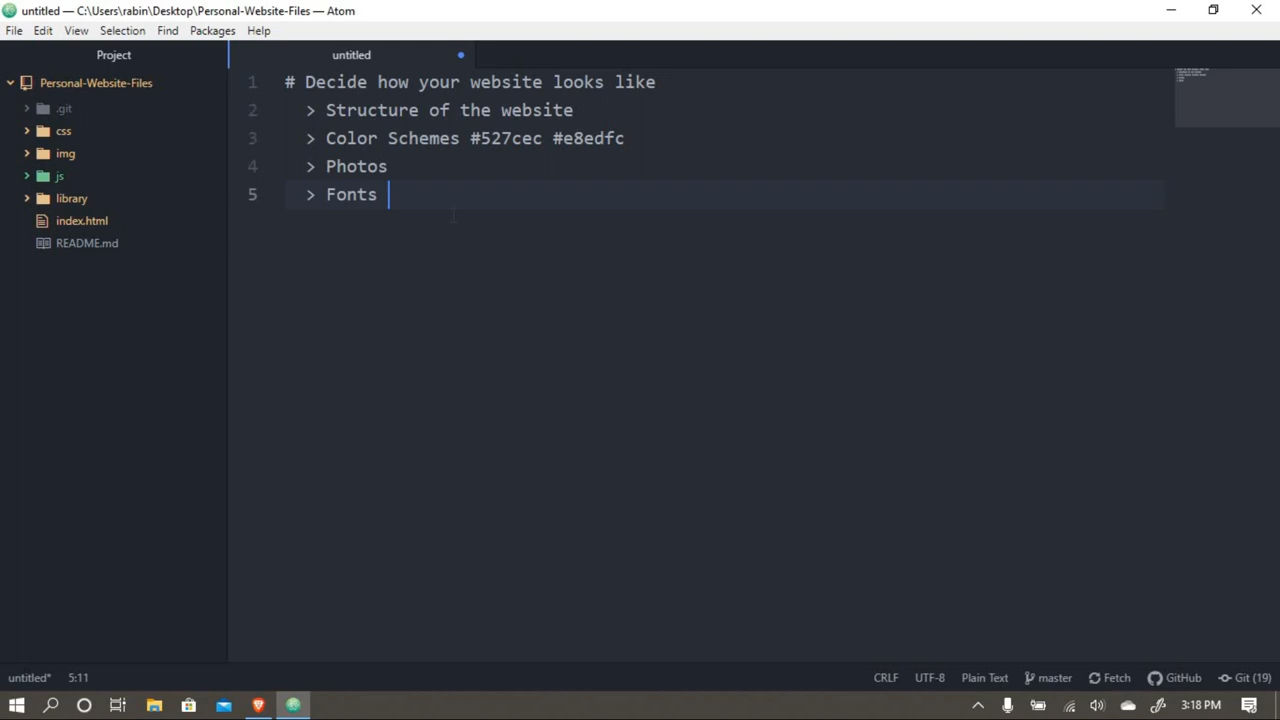 untitled — C:\Users\rabin\Desktop\Personal-Website-Files — Atom
File Edit View Selection Find Packages Help
Project
untitled
Personal-Website-Files
.git
css
img
js
library
index.html
README.md
1 # Decide how your website looks like
2 > Structure of the website
3 > Color Schemes #527cec #e8edfc
4 > Photos
5 > Fonts
untitled* 5:11 CRLF UTF-8 Plain Text master Fetch GitHub Git (19)
3:18 PM